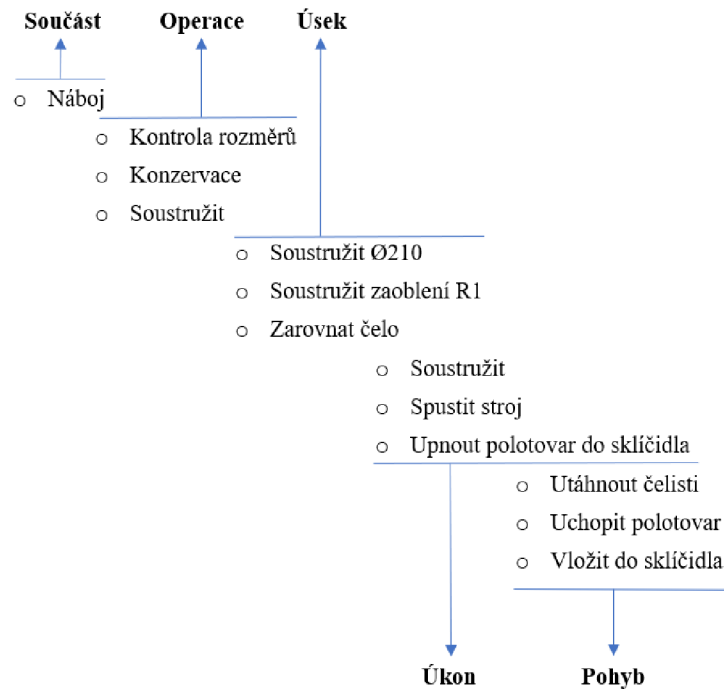 Součást Operace Úsek
o Náboj
o Kontrola rozměrů
o Konzervace
o Soustružit
o Soustružit Ø210
o Soustružit zaoblení R1
o Zarovnat čelo
o Soustružit
o Spustit stroj
o Upnout polotovar do sklíčidla
o Utáhnout čelisti
o Uchopit polotovar
o Vložit do sklíčidla
Úkon Pohyb